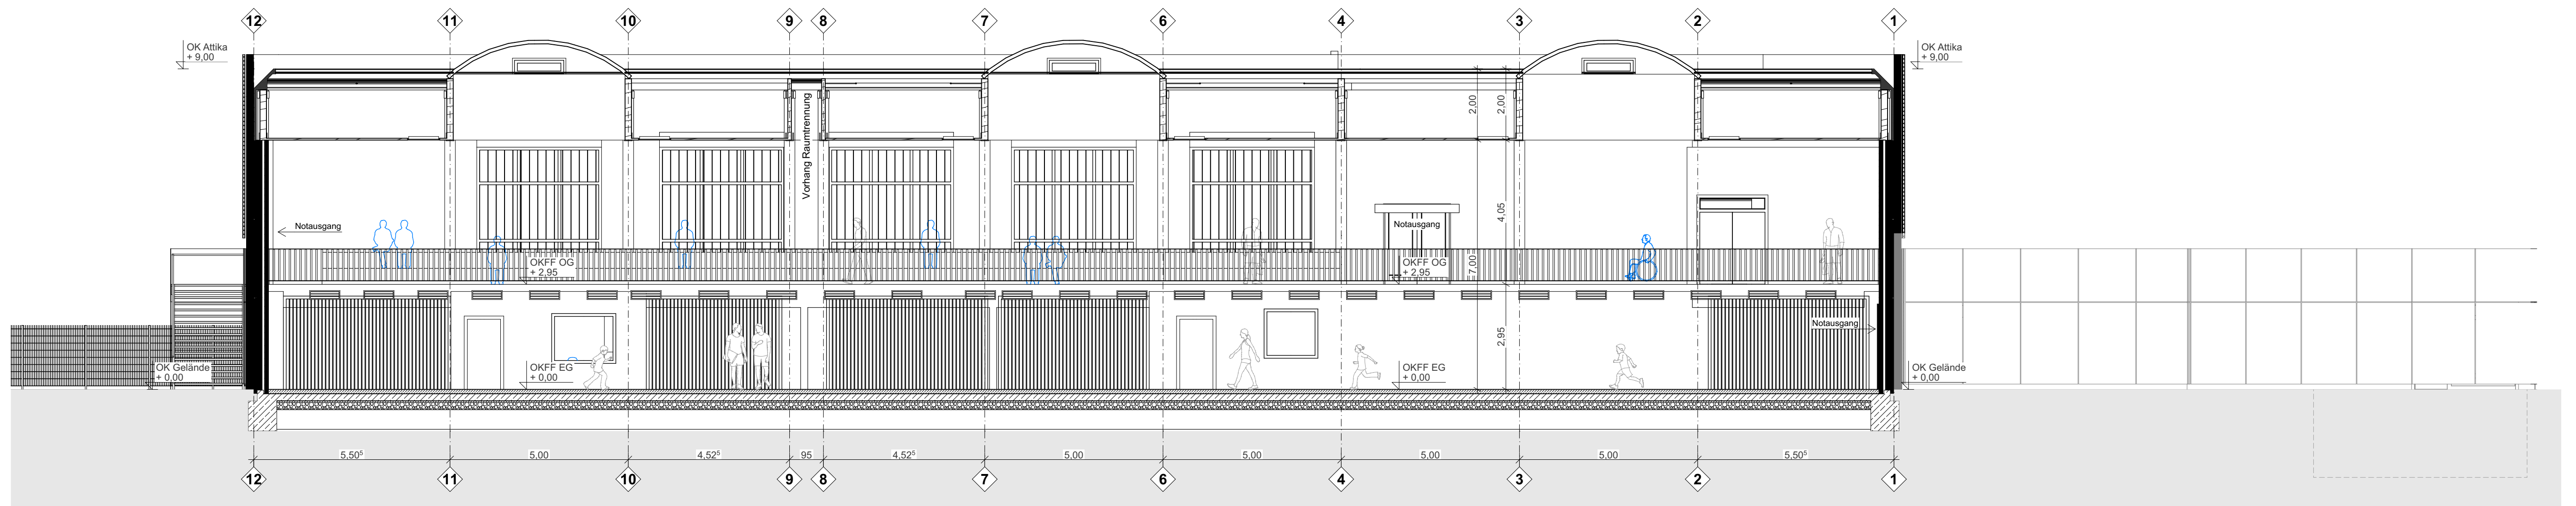 12 11 10 9 8 7 6 4 3 2 1
OK Attika
+ 9,00
OK Attika
+ 9,00
Vorhang Raumtrennung
2,00
2,00
Notausgang
Notausgang
4,05
7,00
OKFF OG
+ 2,95
OKFF OG
+ 2,95
Notausgang
2,95
OK Gelände
+ 0,00
OKFF EG
+ 0,00
OKFF EG
+ 0,00
OK Gelände
+ 0,00
5,50⁵ 5,00 4,52⁵ 95 4,52⁵ 5,00 5,00 5,00 5,00 5,50⁵
12 11 10 9 8 7 6 4 3 2 1